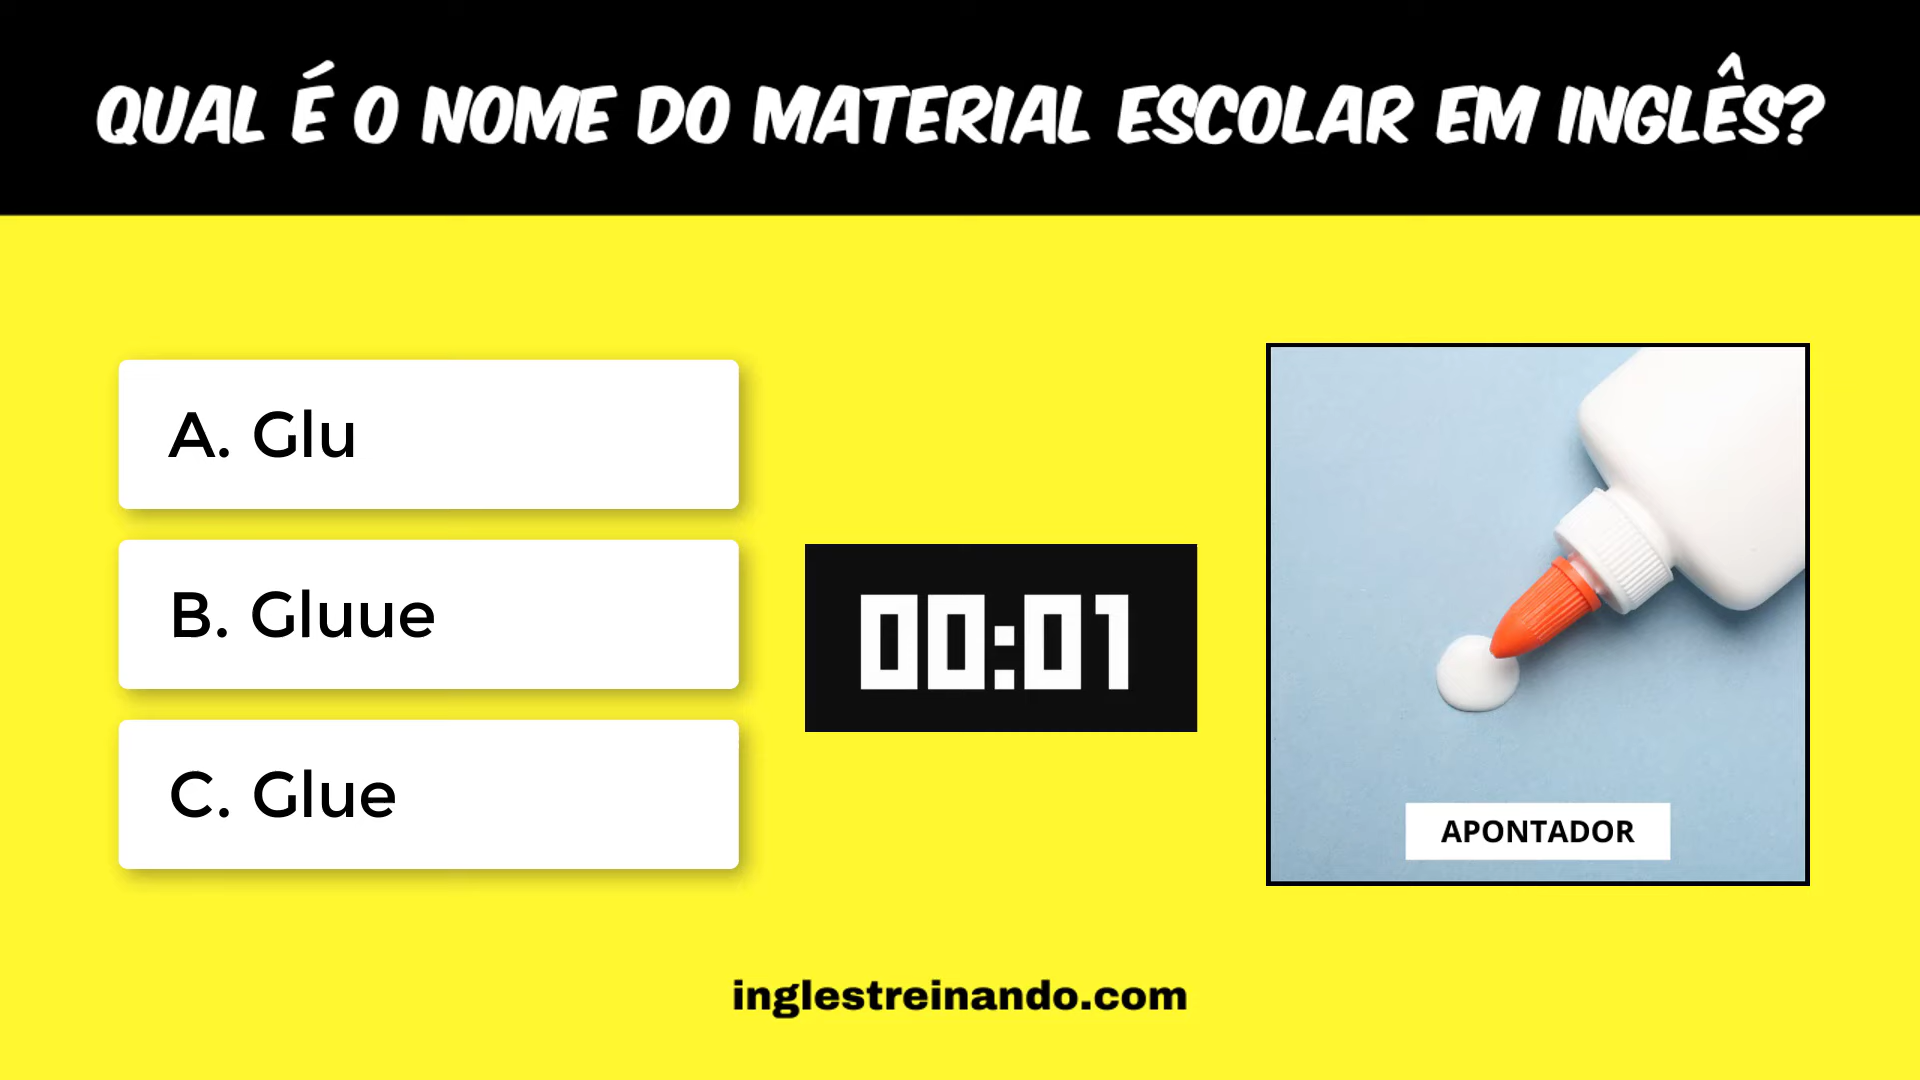 QUAL É O NOME DO MATERIAL ESCOLAR EM INGLÊS?
A. Glu
B. Gluue
C. Glue
00:01
APONTADOR
inglestreinando.com